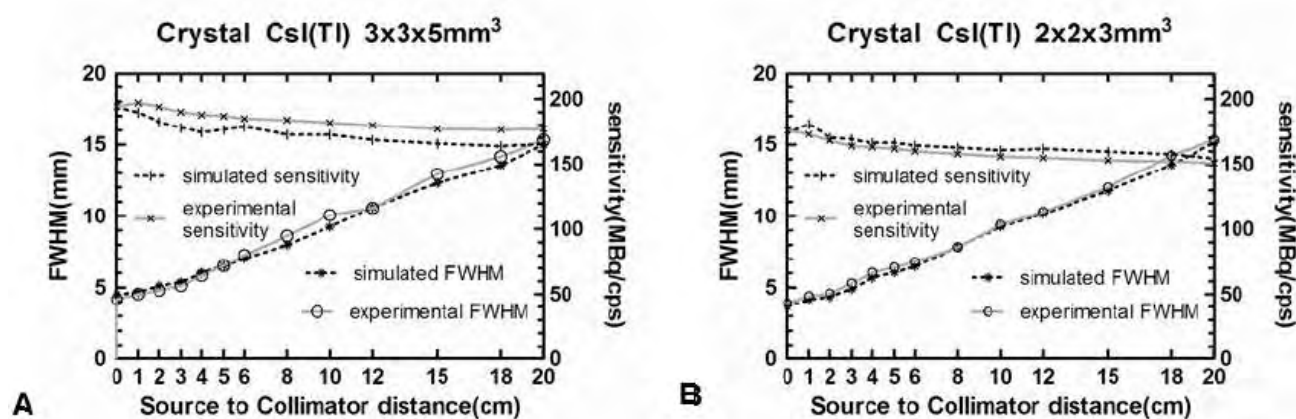 Crystal CsI(Tl) 3x3x5mm³
20
15
10
5
0
FWHM(mm)
simulated sensitivity
experimental
sensitivity
simulated FWHM
experimental FWHM
200
150
100
50
0
sensitivity(MBq/cps)
0 1 2 3 4 5 6 8 10 12 15 18 20
Source to Collimator distance(cm)
A
Crystal CsI(Tl) 2x2x3mm³
20
15
10
5
0
FWHM(mm)
simulated sensitivity
experimental
sensitivity
simulated FWHM
experimental FWHM
200
150
100
50
0
sensitivity(MBq/cps)
0 1 2 3 4 5 6 8 10 12 15 18 20
Source to Collimator distance(cm)
B